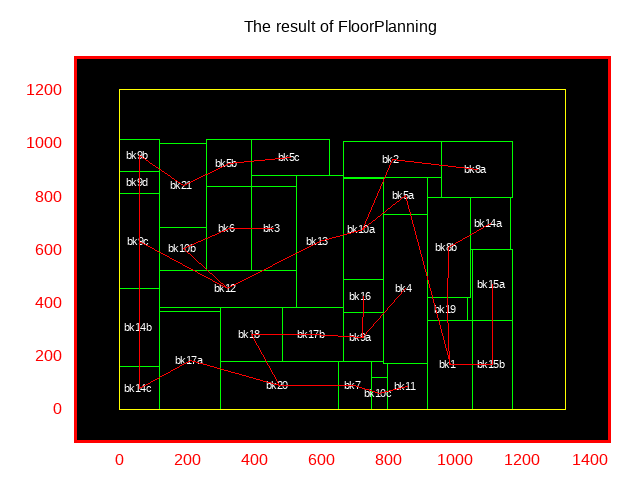 The result of FloorPlanning
1200
1000
800
600
400
200
0
bk9b
bk5b
bk5c
bk2
bk8a
bk9d
bk21
bk5a
bk6
bk3
bk10a
bk14a
bk9c
bk10b
bk13
bk8b
bk12
bk16
bk4
bk15a
bk19
bk14b
bk18
bk17b
bk9a
bk17a
bk1
bk15b
bk14c
bk20
bk7
bk10c
bk11
0 200 400 600 800 1000 1200 1400